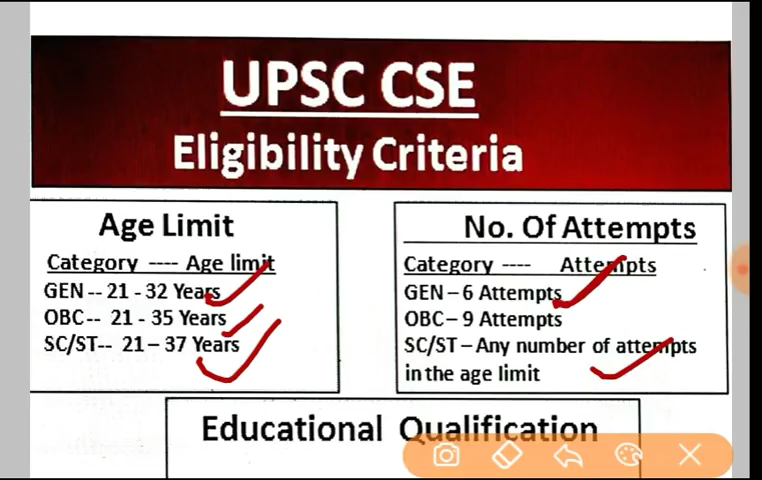 UPSC CSE
Eligibility Criteria
Age Limit
Category ---- Age limit
GEN -- 21 - 32 Years
OBC-- 21 - 35 Years
SC/ST-- 21 – 37 Years
No. Of Attempts
Category ---- Attempts
GEN – 6 Attempts
OBC – 9 Attempts
SC/ST – Any number of attempts
in the age limit
Educational Qualification